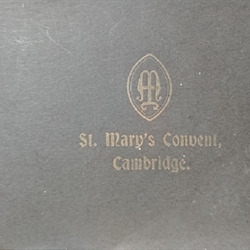 St. Mary's Convent,
Cambridge.